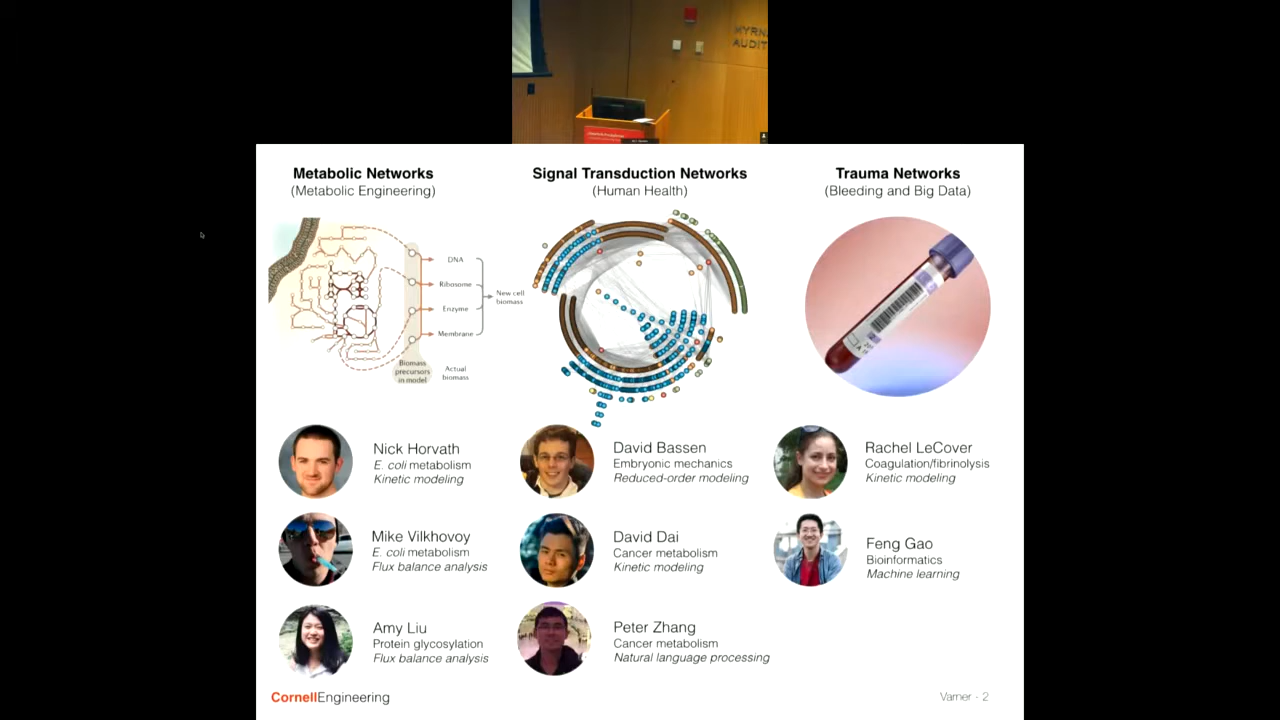 MYRN
AUDIT
Metabolic Networks
(Metabolic Engineering)
DNA
Ribosome
Enzyme
Membrane
New cell
biomass
Biomass
precursors
in model
Actual
biomass
Signal Transduction Networks
(Human Health)
Trauma Networks
(Bleeding and Big Data)
Nick Horvath
E. coli metabolism
Kinetic modeling
David Bassen
Embryonic mechanics
Reduced-order modeling
Rachel LeCover
Coagulation/fibrinolysis
Kinetic modeling
Mike Vilkhovoy
E. coli metabolism
Flux balance analysis
David Dai
Cancer metabolism
Kinetic modeling
Feng Gao
Bioinformatics
Machine learning
Amy Liu
Protein glycosylation
Flux balance analysis
Peter Zhang
Cancer metabolism
Natural language processing
CornellEngineering
Varner - 2